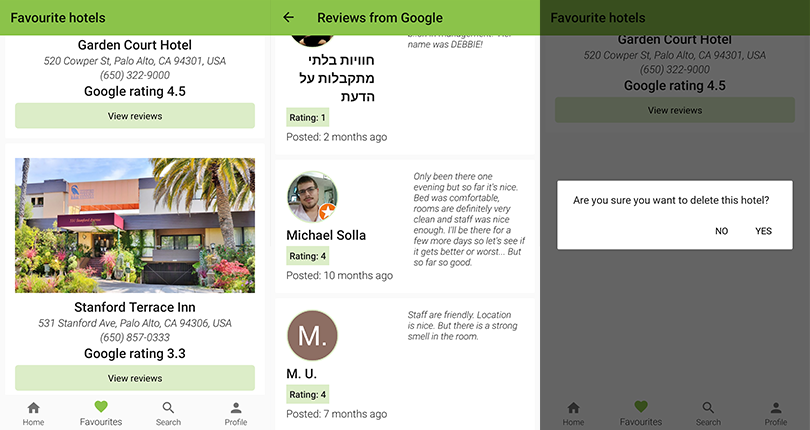 Favourite hotels
Garden Court Hotel
520 Cowper St, Palo Alto, CA 94301, USA
(650) 322-9000
Google rating 4.5
View reviews
Stanford Terrace Inn
531 Stanford Ave, Palo Alto, CA 94306, USA
(650) 857-0333
Google rating 3.3
View reviews
Home
Favourites
Search
Profile
Reviews from Google
name was DEBBIE!
חוויות בלתי
מתקבלות על
הדעת
Rating: 1
Posted: 2 months ago
Only been there one
evening but so far it's nice.
Bed was comfortable,
rooms are definitely very
clean and staff was nice
enough. I'll be there for a
few more days so let's see if
it gets better or worst... But
so far so good.
Michael Solla
Rating: 4
Posted: 10 months ago
Staff are friendly. Location
is nice. But there is a strong
smell in the room.
M.
M. U.
Rating: 4
Posted: 7 months ago
Favourite hotels
Garden Court Hotel
520 Cowper St, Palo Alto, CA 94301, USA
(650) 322-9000
Google rating 4.5
View reviews
Are you sure you want to delete this hotel?
NO
YES
Home
Favourites
Search
Profile